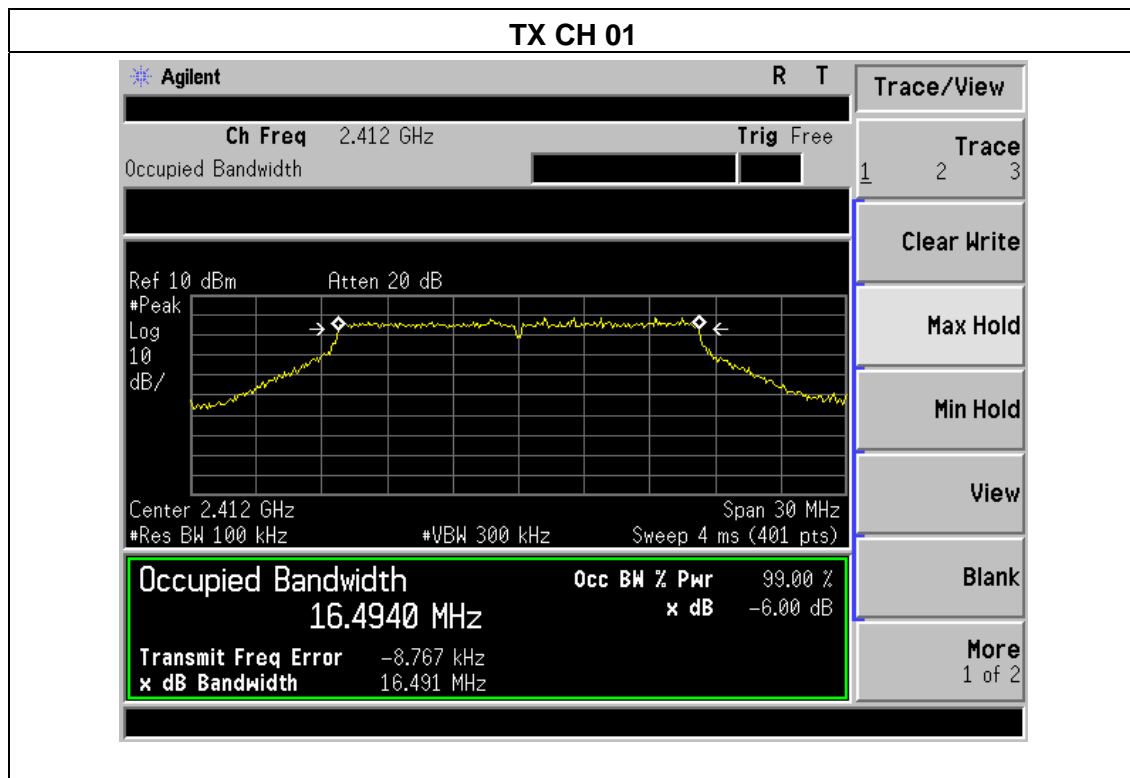 TX CH 01
Agilent R T
Trace/View
Ch Freq 2.412 GHz Trig Free
Occupied Bandwidth
Trace
1 2 3
Clear Write
Ref 10 dBm Atten 20 dB
#Peak
Log
10
dB/
Max Hold
Min Hold
View
Center 2.412 GHz Span 30 MHz
#Res BW 100 kHz #VBW 300 kHz Sweep 4 ms (401 pts)
Occupied Bandwidth
16.4940 MHz
Occ BW % Pwr 99.00 %
x dB -6.00 dB
Transmit Freq Error -8.767 kHz
x dB Bandwidth 16.491 MHz
Blank
More
1 of 2